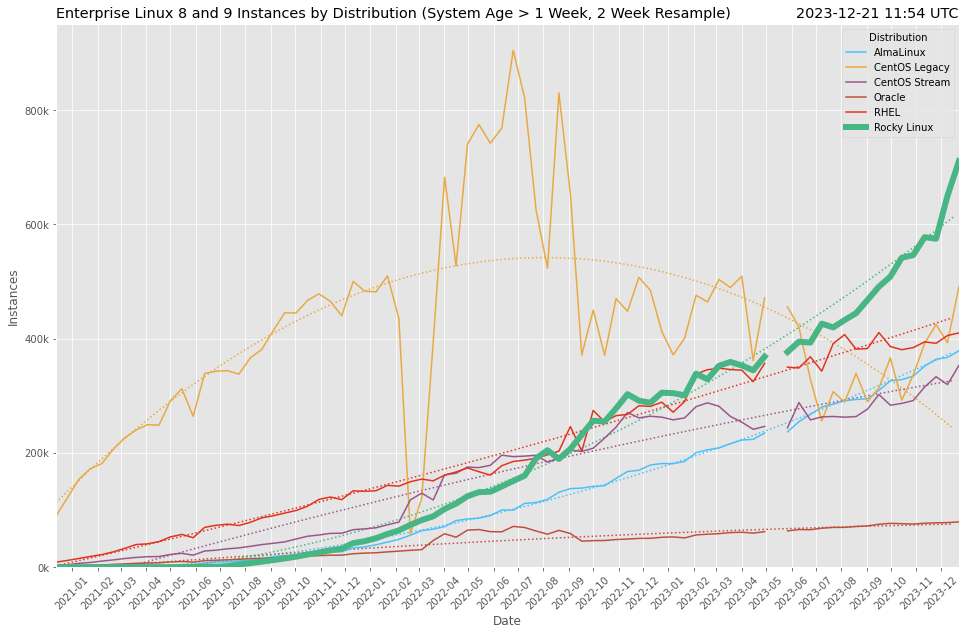 Enterprise Linux 8 and 9 Instances by Distribution (System Age > 1 Week, 2 Week Resample) 2023-12-21 11:54 UTC
Distribution
AlmaLinux
CentOS Legacy
CentOS Stream
Oracle
RHEL
Rocky Linux
Instances
800k
600k
400k
200k
0k
2021-01 2021-02 2021-03 2021-04 2021-05 2021-06 2021-07 2021-08 2021-09 2021-10 2021-11 2021-12 2022-01 2022-02 2022-03 2022-04 2022-05 2022-06 2022-07 2022-08 2022-09 2022-10 2022-11 2022-12 2023-01 2023-02 2023-03 2023-04 2023-05 2023-06 2023-07 2023-08 2023-09 2023-10 2023-11 2023-12
Date